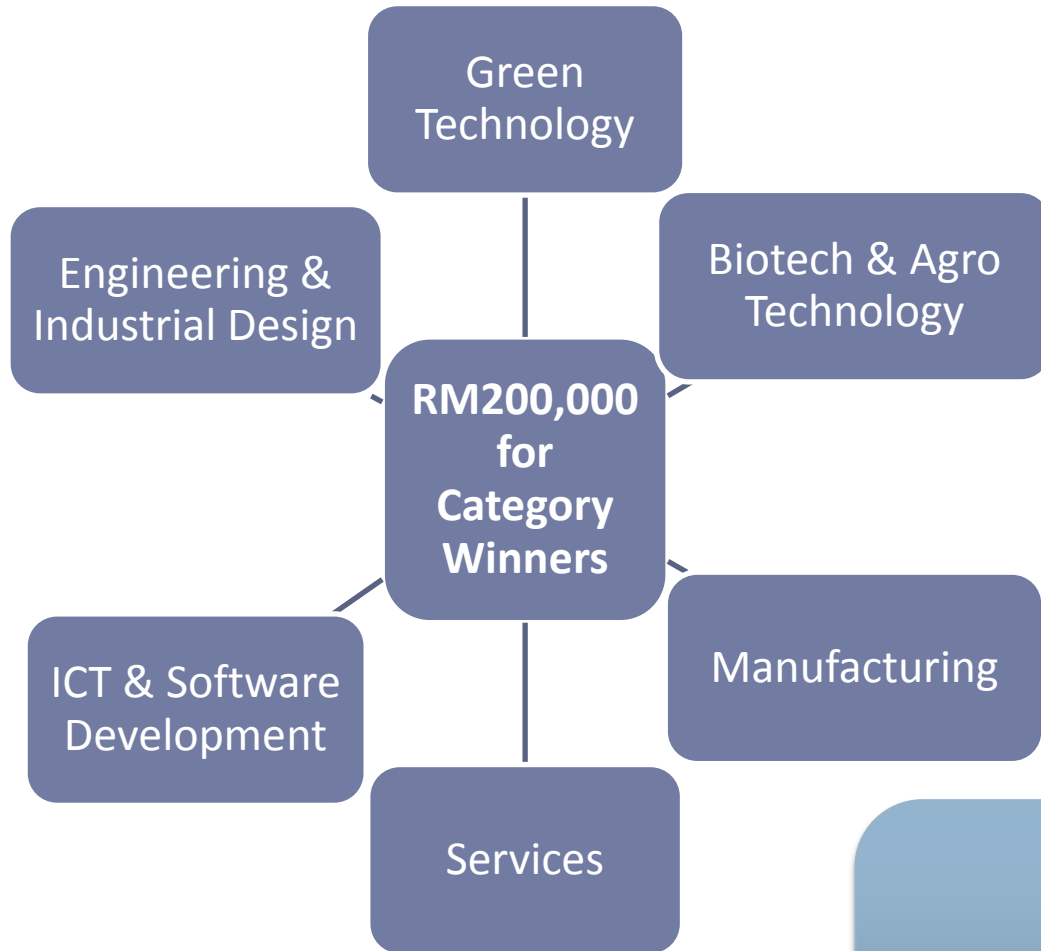 Green
Technology
Engineering &
Industrial Design
Biotech & Agro
Technology
RM200,000
for
Category
Winners
ICT & Software
Development
Manufacturing
Services